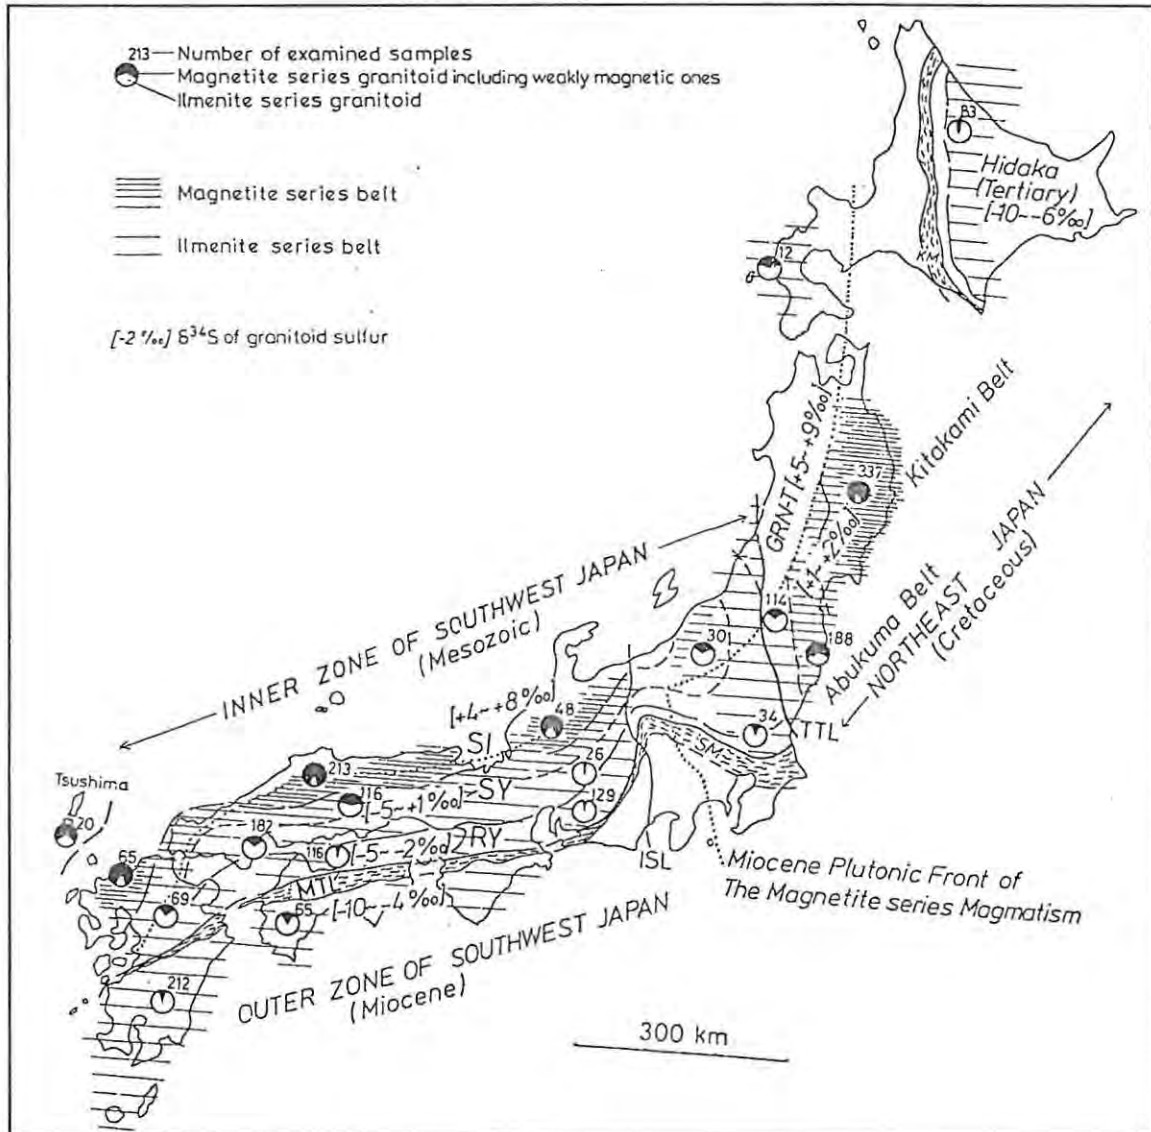 213—Number of examined samples
Magnetite series granitoid including weakly magnetic ones
Ilmenite series granitoid
Magnetite series belt
Ilmenite series belt
[-2‰] δ³⁴S of granitoid sulfur
83
Hidaka
(Tertiary)
[-10~-6‰]
KM
12
Kitakami Belt
GRN-T [+5~+9‰]
337
[+1~+2‰]
NORTHEAST JAPAN
(Cretaceous)
Abukuma Belt
114
188
30
34
TTL
SM
INNER ZONE OF SOUTHWEST JAPAN
(Mesozoic)
[+4~+8‰]
48
SI
26
213
SY
116
[-5~+1‰]
129
Tsushima
20
182
RY
116
[-5~-2‰]
ISL
65
MTL
Miocene Plutonic Front of
The Magnetite series Magmatism
69
55
[-10~-4‰]
212
OUTER ZONE OF SOUTHWEST JAPAN
(Miocene)
300 km